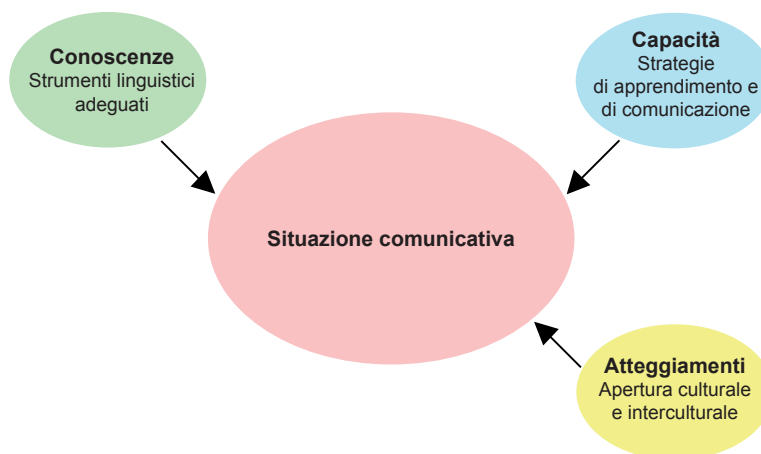 Conoscenze
Strumenti linguistici
adeguati
Capacità
Strategie
di apprendimento e
di comunicazione
Situazione comunicativa
Atteggiamenti
Apertura culturale
e interculturale